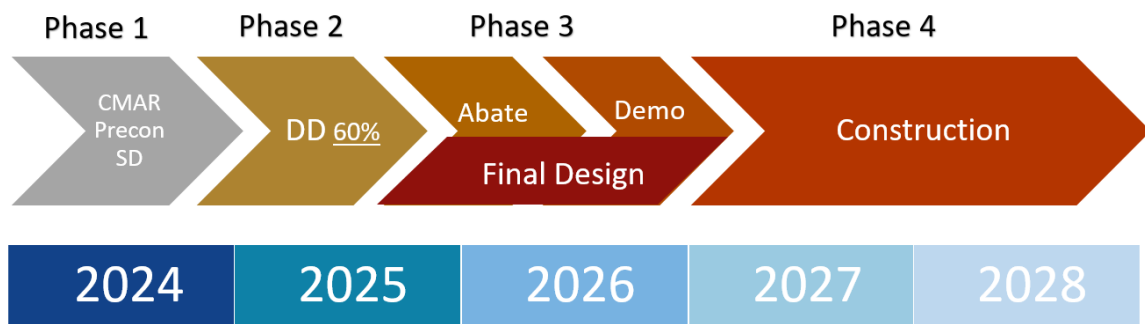 Phase 1
Phase 2
Phase 3
Phase 4
CMAR
Precon
SD
DD 60%
Abate
Demo
Final Design
Construction
2024
2025
2026
2027
2028